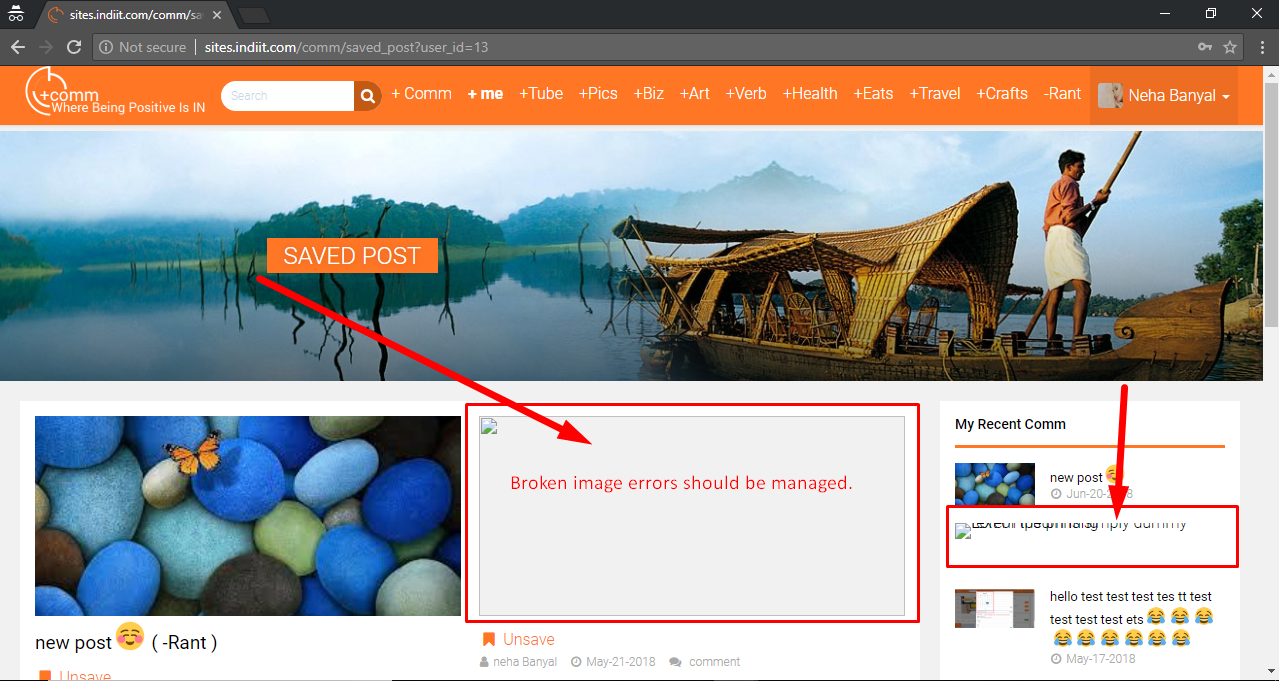 sites.indiit.com/comm/sa
Not secure | sites.indiit.com/comm/saved_post?user_id=13
+comm
Where Being Positive Is IN
Search
+ Comm + me +Tube +Pics +Biz +Art +Verb +Health +Eats +Travel +Crafts -Rant Neha Banyal
SAVED POST
Broken image errors should be managed.
new post ☺️ ( -Rant )
Unsave
Unsave
neha Banyal May-21-2018 comment
My Recent Comm
new post
Jun-20-2018
simply dummy
hello test test test tes tt test
test test test ets 😂 😂 😂
😂 😂 😂 😂 😂 😂
May-17-2018